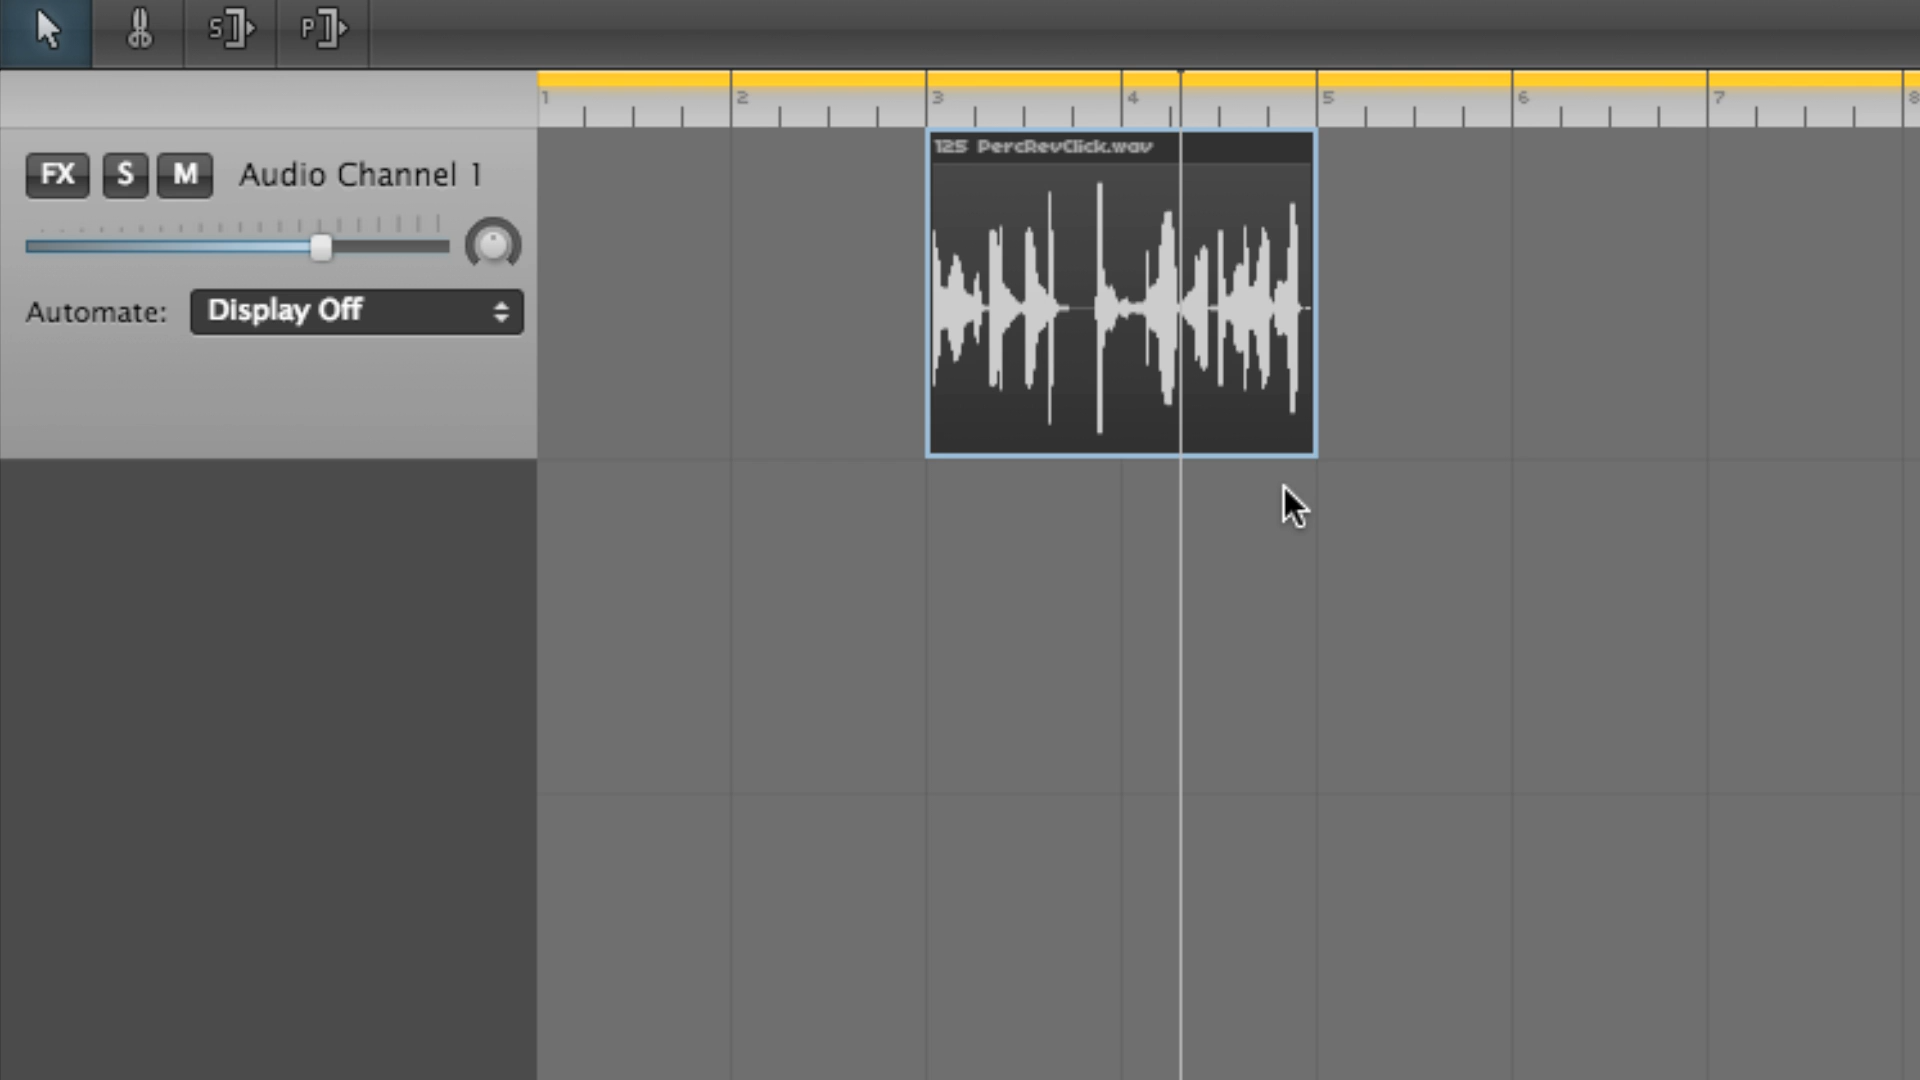 S P
1 2 3 4 5 6 7 8
125 PercRevClick.wav
FX S M Audio Channel 1
Automate: Display Off